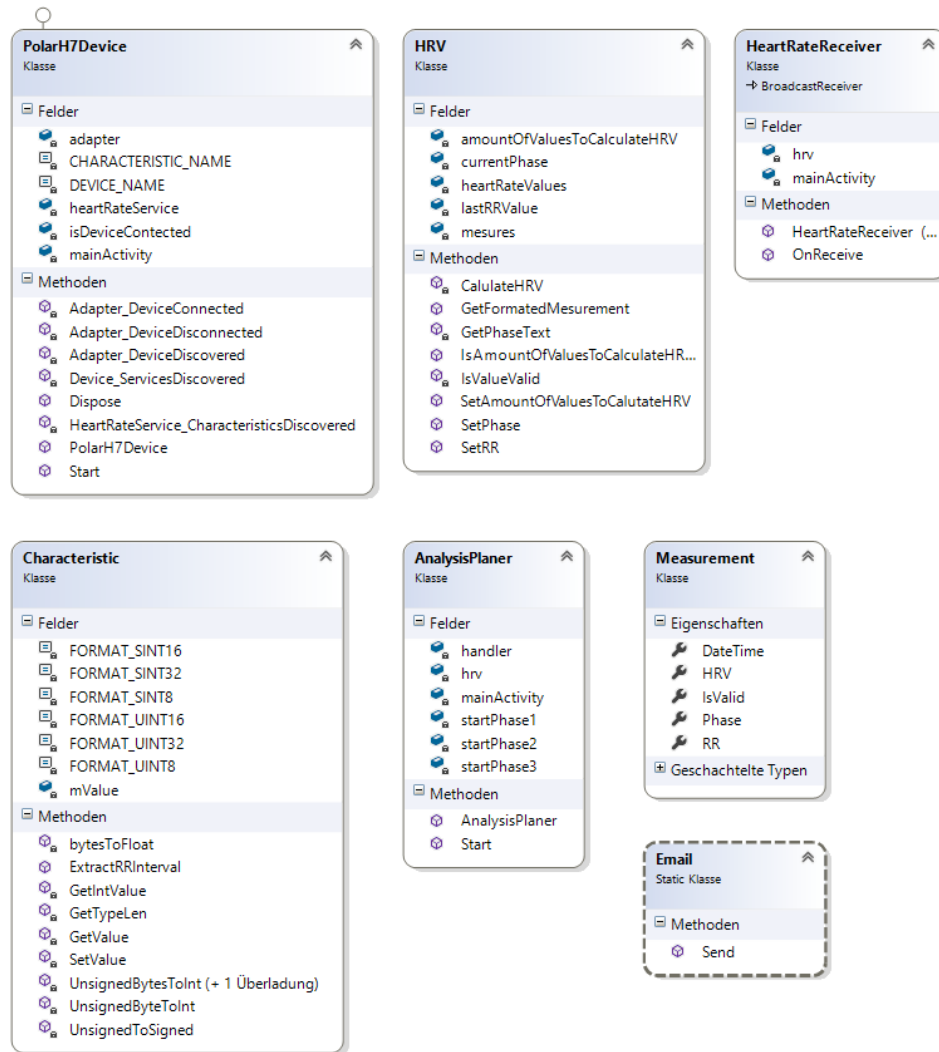 PolarH7Device
Klasse
Felder
adapter
CHARACTERISTIC_NAME
DEVICE_NAME
heartRateService
isDeviceContected
mainActivity
Methoden
Adapter_DeviceConnected
Adapter_DeviceDisconnected
Adapter_DeviceDiscovered
Device_ServicesDiscovered
Dispose
HeartRateService_CharacteristicsDiscovered
PolarH7Device
Start
HRV
Klasse
Felder
amountOfValuesToCalculateHRV
currentPhase
heartRateValues
lastRRValue
mesures
Methoden
CalulateHRV
GetFormatedMesurement
GetPhaseText
IsAmountOfValuesToCalculateHR...
IsValueValid
SetAmountOfValuesToCalutateHRV
SetPhase
SetRR
HeartRateReceiver
Klasse
BroadcastReceiver
Felder
hrv
mainActivity
Methoden
HeartRateReceiver (...
OnReceive
Characteristic
Klasse
Felder
FORMAT_SINT16
FORMAT_SINT32
FORMAT_SINT8
FORMAT_UINT16
FORMAT_UINT32
FORMAT_UINT8
mValue
Methoden
bytesToFloat
ExtractRRInterval
GetIntValue
GetTypeLen
GetValue
SetValue
UnsignedBytesToInt (+ 1 Überladung)
UnsignedByteToInt
UnsignedToSigned
AnalysisPlaner
Klasse
Felder
handler
hrv
mainActivity
startPhase1
startPhase2
startPhase3
Methoden
AnalysisPlaner
Start
Measurement
Klasse
Eigenschaften
DateTime
HRV
IsValid
Phase
RR
Geschachtelte Typen
Email
Static Klasse
Methoden
Send